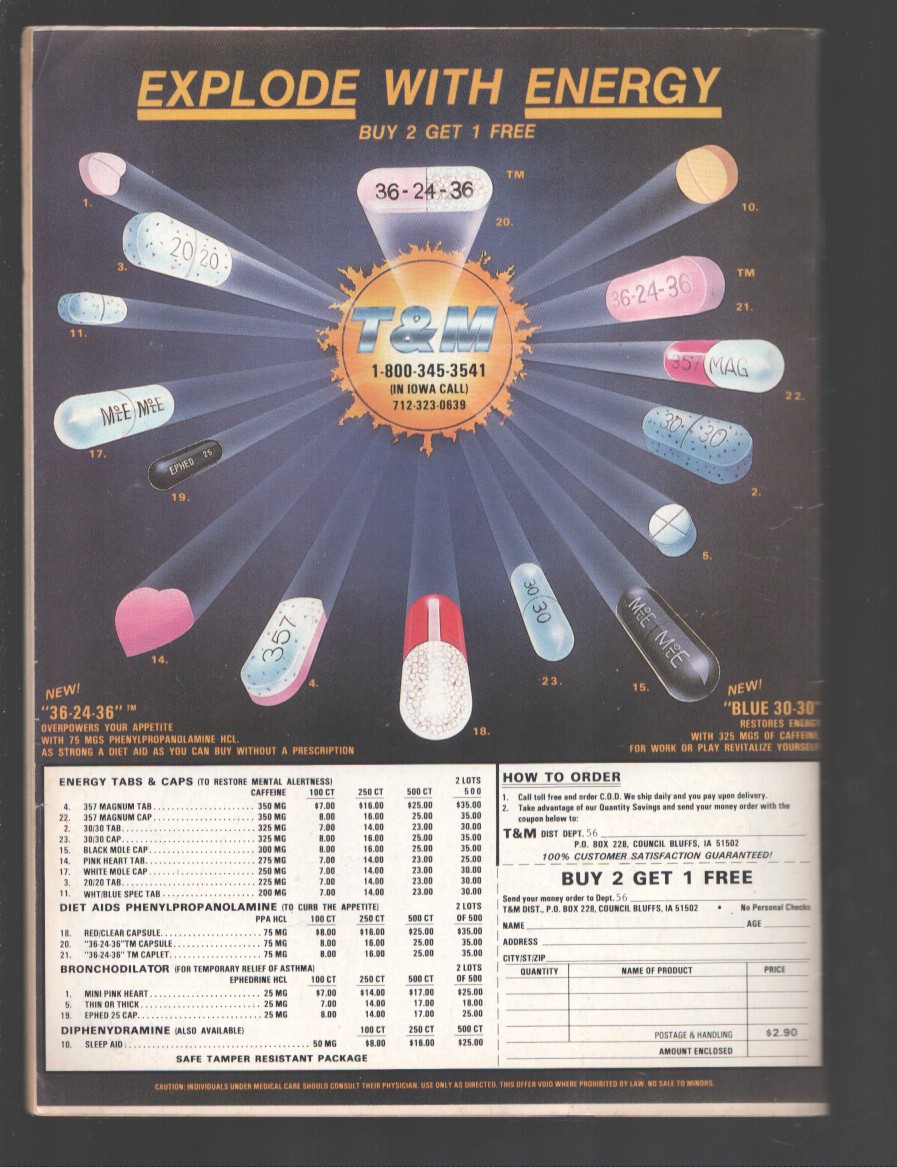 EXPLODE WITH ENERGY
BUY 2 GET 1 FREE
1.
36-24-36
TM
20.
10.
20 20
3.
36-24-36
TM
21.
11.
T&M
1-800-345-3541
(IN IOWA CALL)
712-323-0639
357 MAG
22.
MOLE MOLE
17.
30/30
2.
EPHED 25
19.
5.
14.
357
4.
18.
30 30
23.
MOLE MOLE
15.
NEW!
"36-24-36" TM
OVERPOWERS YOUR APPETITE
WITH 75 MGS PHENYLPROPANOLAMINE HCL.
AS STRONG A DIET AID AS YOU CAN BUY WITHOUT A PRESCRIPTION
NEW!
"BLUE 30-30"
RESTORES ENERGY
WITH 325 MGS OF CAFFEINE
FOR WORK OR PLAY REVITALIZE YOURSELF
ENERGY TABS & CAPS (TO RESTORE MENTAL ALERTNESS) 2 LOTS
CAFFEINE 100 CT 250 CT 500 CT 500
4. 357 MAGNUM TAB 350 MG $7.00 $16.00 $25.00 $35.00
22. 357 MAGNUM CAP 350 MG 8.00 16.00 25.00 35.00
2. 30/30 TAB 325 MG 7.00 14.00 23.00 30.00
23. 30/30 CAP 325 MG 8.00 16.00 25.00 35.00
15. BLACK MOLE CAP 300 MG 8.00 16.00 25.00 35.00
14. PINK HEART TAB 275 MG 7.00 14.00 23.00 25.00
17. WHITE MOLE CAP 250 MG 7.00 14.00 23.00 30.00
3. 20/20 TAB 225 MG 7.00 14.00 23.00 30.00
11. WHT/BLUE SPEC TAB 200 MG 7.00 14.00 23.00 30.00
DIET AIDS PHENYLPROPANOLAMINE (TO CURB THE APPETITE) 2 LOTS
PPA HCL 100 CT 250 CT 500 CT OF 500
18. RED/CLEAR CAPSULE 75 MG $8.00 $16.00 $25.00 $35.00
20. "36-24-36"TM CAPSULE 75 MG 8.00 16.00 25.00 35.00
21. "36-24-36" TM CAPLET 75 MG 8.00 16.00 25.00 35.00
BRONCHODILATOR (FOR TEMPORARY RELIEF OF ASTHMA) 2 LOTS
EPHEDRINE HCL 100 CT 250 CT 500 CT OF 500
1. MINI PINK HEART 25 MG $7.00 $14.00 $17.00 $25.00
5. THIN OR THICK 25 MG 7.00 14.00 17.00 18.00
19. EPHED 25 CAP 25 MG 8.00 14.00 17.00 25.00
DIPHENYDRAMINE (ALSO AVAILABLE) 100 CT 250 CT 500 CT
10. SLEEP AID 50 MG $8.00 $16.00 $25.00
SAFE TAMPER RESISTANT PACKAGE
HOW TO ORDER
1. Call toll free and order C.O.D. We ship daily and you pay upon delivery.
2. Take advantage of our Quantity Savings and send your money order with the
coupon below to:
T&M DIST DEPT. 56
P.O. BOX 228, COUNCIL BLUFFS, IA 51502
100% CUSTOMER SATISFACTION GUARANTEED!
BUY 2 GET 1 FREE
Send your money order to Dept. 56
T&M DIST., P.O. BOX 228, COUNCIL BLUFFS, IA 51502 • No Personal Checks
NAME AGE
ADDRESS
CITY/ST/ZIP
QUANTITY NAME OF PRODUCT PRICE
POSTAGE & HANDLING $2.90
AMOUNT ENCLOSED
CAUTION: INDIVIDUALS UNDER MEDICAL CARE SHOULD CONSULT THEIR PHYSICIAN. USE ONLY AS DIRECTED. THIS OFFER VOID WHERE PROHIBITED BY LAW. NO SALE TO MINORS.